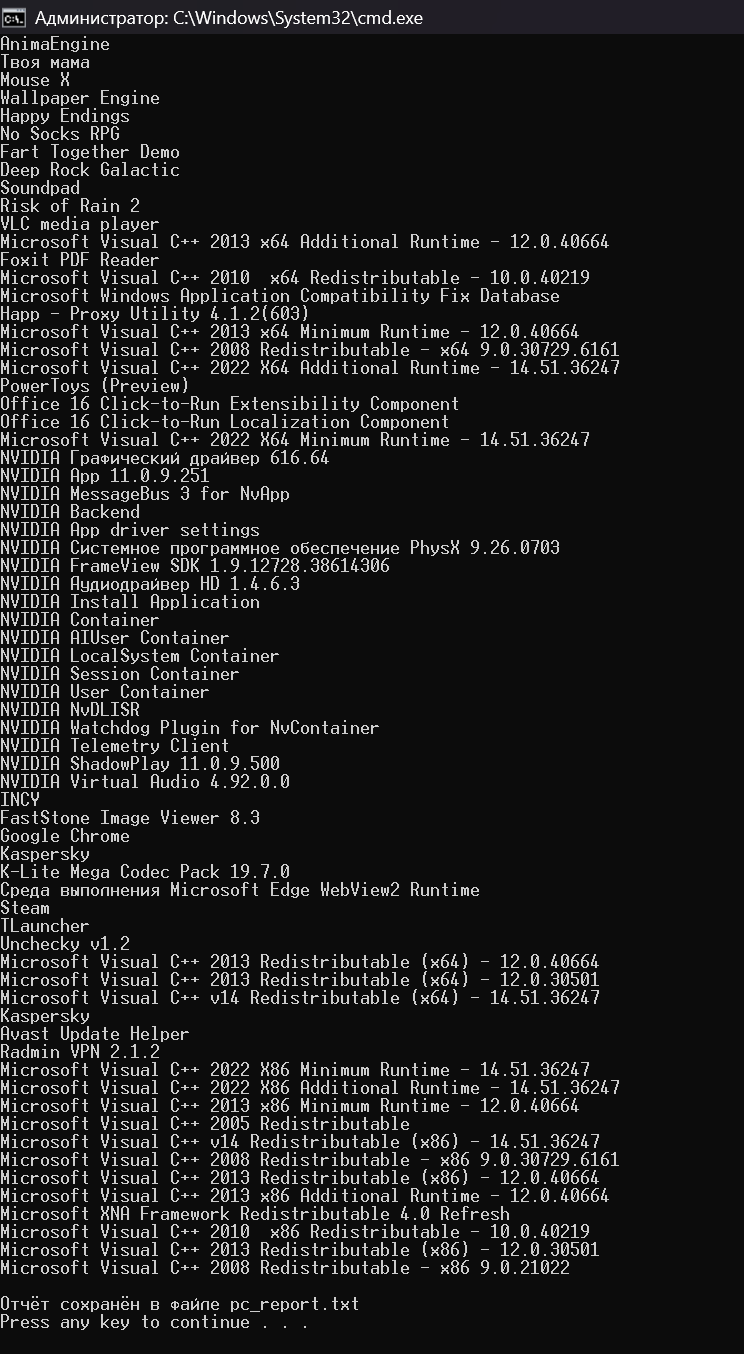 Администратор: C:\Windows\System32\cmd.exe
AnimaEngine
Твоя мама
Mouse X
Wallpaper Engine
Happy Endings
No Socks RPG
Fart Together Demo
Deep Rock Galactic
Soundpad
Risk of Rain 2
VLC media player
Microsoft Visual C++ 2013 x64 Additional Runtime - 12.0.40664
Foxit PDF Reader
Microsoft Visual C++ 2010  x64 Redistributable - 10.0.40219
Microsoft Windows Application Compatibility Fix Database
Happ - Proxy Utility 4.1.2(603)
Microsoft Visual C++ 2013 x64 Minimum Runtime - 12.0.40664
Microsoft Visual C++ 2008 Redistributable - x64 9.0.30729.6161
Microsoft Visual C++ 2022 X64 Additional Runtime - 14.51.36247
PowerToys (Preview)
Office 16 Click-to-Run Extensibility Component
Office 16 Click-to-Run Localization Component
Microsoft Visual C++ 2022 X64 Minimum Runtime - 14.51.36247
NVIDIA Графический драйвер 616.64
NVIDIA App 11.0.9.251
NVIDIA MessageBus 3 for NvApp
NVIDIA Backend
NVIDIA App driver settings
NVIDIA Системное программное обеспечение PhysX 9.26.0703
NVIDIA FrameView SDK 1.9.12728.38614306
NVIDIA Аудиодрайвер HD 1.4.6.3
NVIDIA Install Application
NVIDIA Container
NVIDIA AIUser Container
NVIDIA LocalSystem Container
NVIDIA Session Container
NVIDIA User Container
NVIDIA NvDLISR
NVIDIA Watchdog Plugin for NvContainer
NVIDIA Telemetry Client
NVIDIA ShadowPlay 11.0.9.500
NVIDIA Virtual Audio 4.92.0.0
INCY
FastStone Image Viewer 8.3
Google Chrome
Kaspersky
K-Lite Mega Codec Pack 19.7.0
Среда выполнения Microsoft Edge WebView2 Runtime
Steam
TLauncher
Unchecky v1.2
Microsoft Visual C++ 2013 Redistributable (x64) - 12.0.40664
Microsoft Visual C++ 2013 Redistributable (x64) - 12.0.30501
Microsoft Visual C++ v14 Redistributable (x64) - 14.51.36247
Kaspersky
Avast Update Helper
Radmin VPN 2.1.2
Microsoft Visual C++ 2022 X86 Minimum Runtime - 14.51.36247
Microsoft Visual C++ 2022 X86 Additional Runtime - 14.51.36247
Microsoft Visual C++ 2013 x86 Minimum Runtime - 12.0.40664
Microsoft Visual C++ 2005 Redistributable
Microsoft Visual C++ v14 Redistributable (x86) - 14.51.36247
Microsoft Visual C++ 2008 Redistributable - x86 9.0.30729.6161
Microsoft Visual C++ 2013 Redistributable (x86) - 12.0.40664
Microsoft Visual C++ 2013 x86 Additional Runtime - 12.0.40664
Microsoft XNA Framework Redistributable 4.0 Refresh
Microsoft Visual C++ 2010  x86 Redistributable - 10.0.40219
Microsoft Visual C++ 2013 Redistributable (x86) - 12.0.30501
Microsoft Visual C++ 2008 Redistributable - x86 9.0.21022
Отчёт сохранён в файле pc_report.txt
Press any key to continue . . .